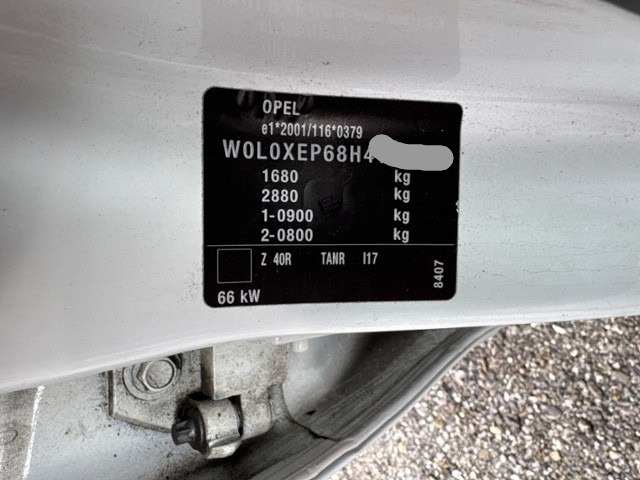 OPEL
e1*2001/116*0379
W0L0XEP68H4
1680 kg
2880 kg
1-0900 kg
2-0800 kg
Z 40R TANR I17
66 kW
8407